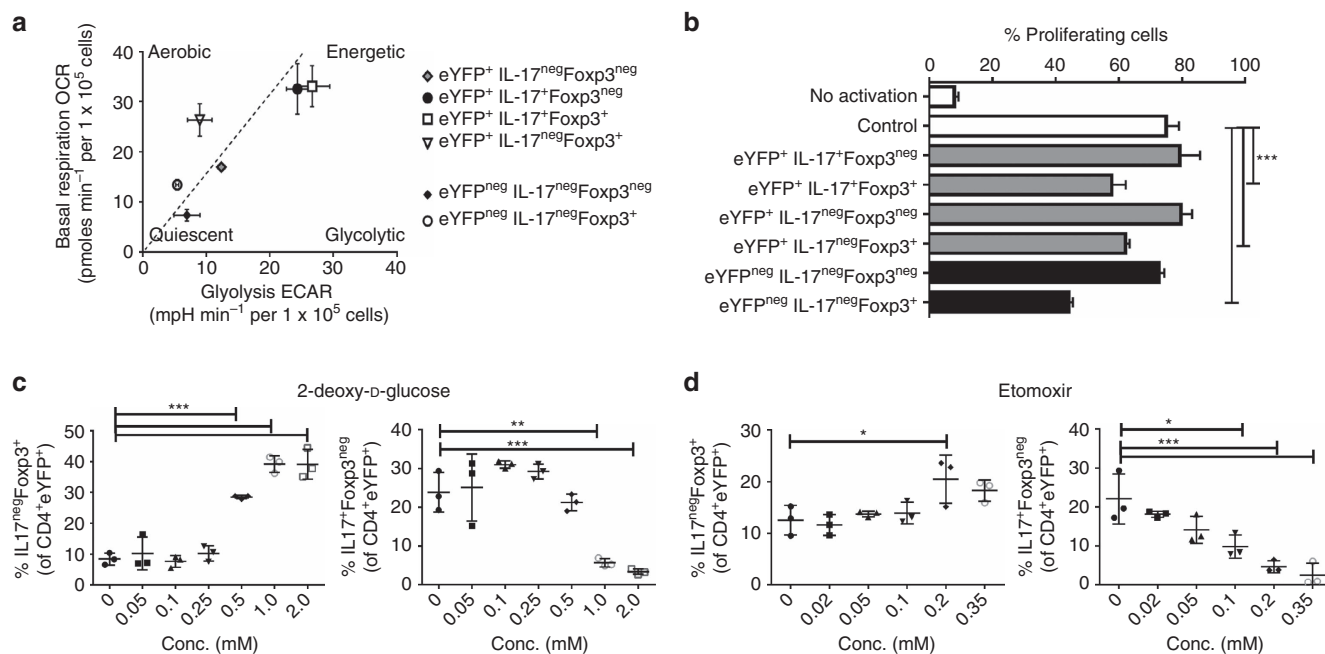 a
Aerobic
Energetic
Quiescent
Glycolytic
40
30
20
10
0
0
10
20
30
40
Basal respiration OCR
(pmoles min⁻¹ per 1 x 10⁵ cells)
Glyolysis ECAR
(mpH min⁻¹ per 1 x 10⁵ cells)
eYFP⁺ IL-17ⁿᵉᵍFoxp3ⁿᵉᵍ
eYFP⁺ IL-17⁺Foxp3ⁿᵉᵍ
eYFP⁺ IL-17⁺Foxp3⁺
eYFP⁺ IL-17ⁿᵉᵍFoxp3⁺
eYFPⁿᵉᵍ IL-17ⁿᵉᵍFoxp3ⁿᵉᵍ
eYFPⁿᵉᵍ IL-17ⁿᵉᵍFoxp3⁺
b
% Proliferating cells
0 20 40 60 80 100
No activation
Control
eYFP⁺ IL-17⁺Foxp3ⁿᵉᵍ
eYFP⁺ IL-17⁺Foxp3⁺
eYFP⁺ IL-17ⁿᵉᵍFoxp3ⁿᵉᵍ
eYFP⁺ IL-17ⁿᵉᵍFoxp3⁺
eYFPⁿᵉᵍ IL-17ⁿᵉᵍFoxp3ⁿᵉᵍ
eYFPⁿᵉᵍ IL-17ⁿᵉᵍFoxp3⁺
***
c
2-deoxy-D-glucose
***
50
40
30
20
10
0
% IL17ⁿᵉᵍFoxp3⁺
(of CD4⁺eYFP⁺)
0 0.05 0.1 0.25 0.5 1.0 2.0
Conc. (mM)
**
***
40
30
20
10
0
% IL17⁺Foxp3ⁿᵉᵍ
(of CD4⁺eYFP⁺)
0 0.05 0.1 0.25 0.5 1.0 2.0
Conc. (mM)
d
Etomoxir
*
30
20
10
0
% IL17ⁿᵉᵍFoxp3⁺
(of CD4⁺eYFP⁺)
0 0.02 0.05 0.1 0.2 0.35
Conc. (mM)
*
***
40
30
20
10
0
% IL17⁺Foxp3ⁿᵉᵍ
(of CD4⁺eYFP⁺)
0 0.02 0.05 0.1 0.2 0.35
Conc. (mM)